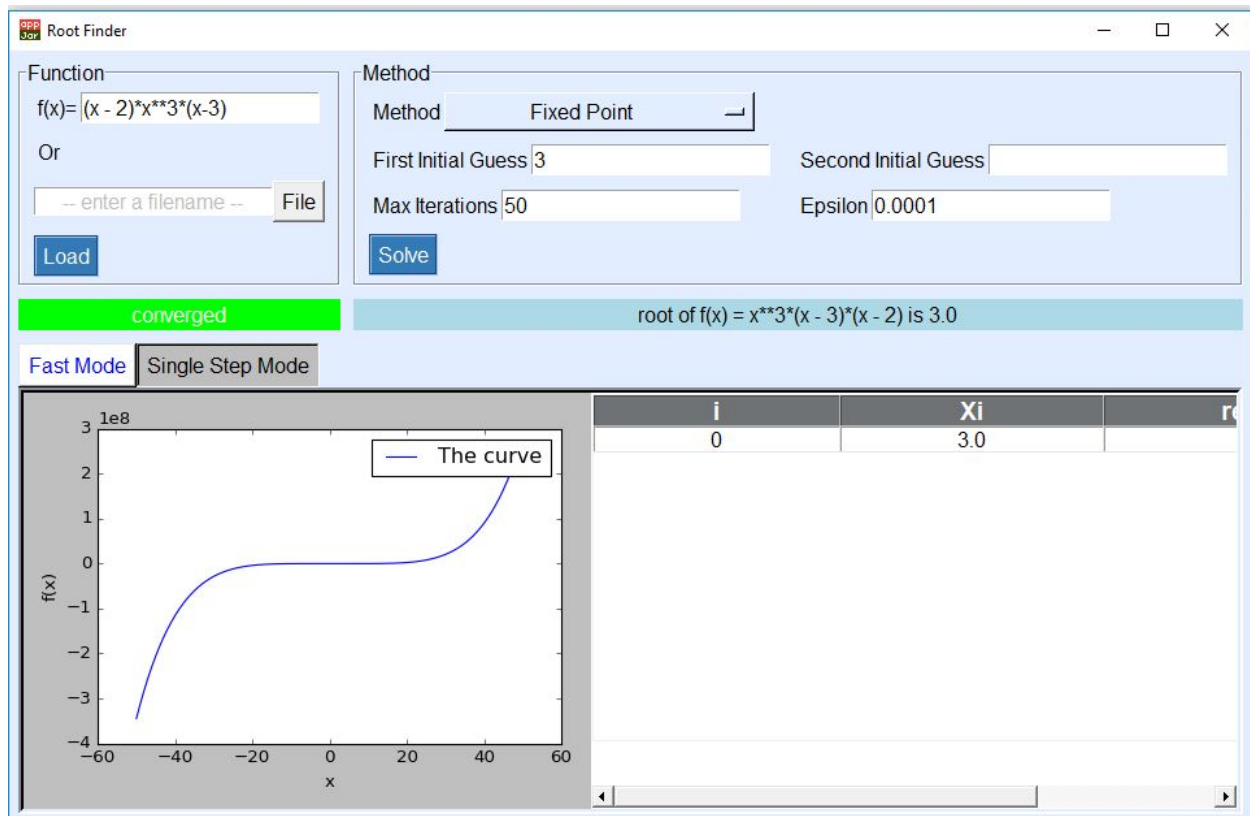 app
Jar
Root Finder
Function
f(x)= (x - 2)*x**3*(x-3)
Or
-- enter a filename -- File
Load
Method
Method Fixed Point
First Initial Guess 3 Second Initial Guess
Max Iterations 50 Epsilon 0.0001
Solve
converged
root of f(x) = x**3*(x - 3)*(x - 2) is 3.0
Fast Mode Single Step Mode
1e8
The curve
3
2
1
0
−1
−2
−3
−4
f(x)
−60 −40 −20 0 20 40 60
x
i Xi
0 3.0